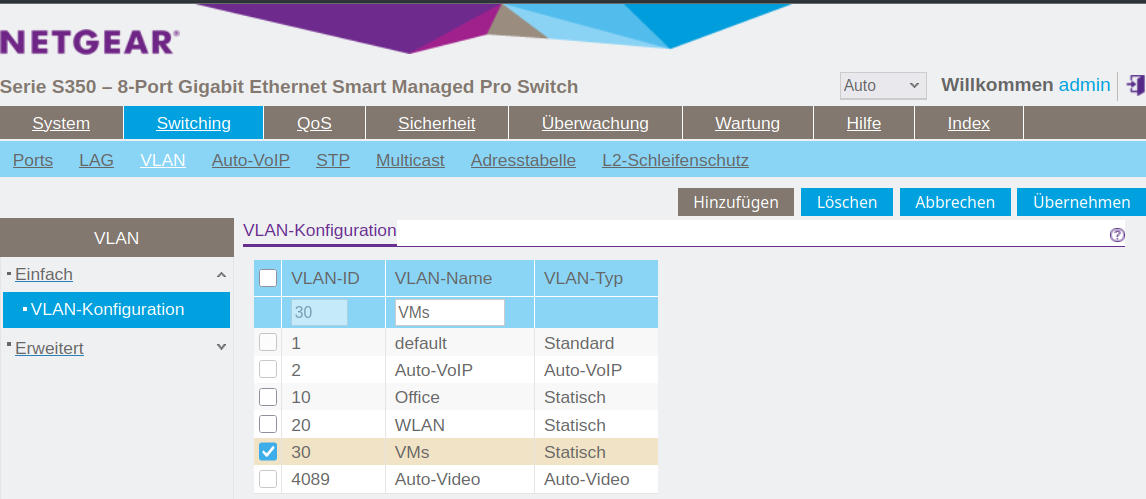 NETGEAR®
Serie S350 – 8-Port Gigabit Ethernet Smart Managed Pro Switch
Auto
Willkommen admin
System Switching QoS Sicherheit Überwachung Wartung Hilfe Index
Ports LAG VLAN Auto-VoIP STP Multicast Adresstabelle L2-Schleifenschutz
Hinzufügen Löschen Abbrechen Übernehmen
VLAN
Einfach
VLAN-Konfiguration
Erweitert
VLAN-Konfiguration
?
VLAN-ID VLAN-Name VLAN-Typ
30 VMs
1 default Standard
2 Auto-VoIP Auto-VoIP
10 Office Statisch
20 WLAN Statisch
30 VMs Statisch
4089 Auto-Video Auto-Video